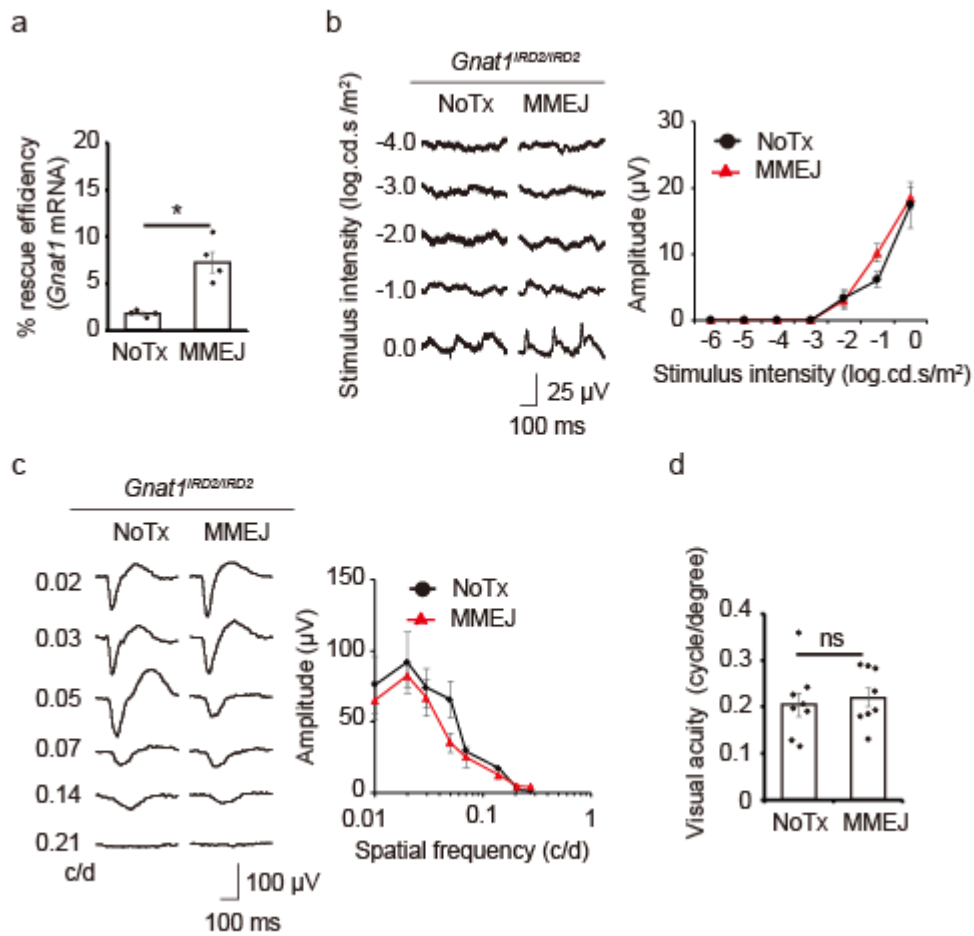 a
% rescue efficiency
(Gnat1 mRNA)
20
15
10
5
0
*
NoTx
MMEJ
b
Gnat1^IRD2/IRD2
NoTx
MMEJ
Stimulus intensity (log.cd.s /m²)
-4.0
-3.0
-2.0
-1.0
0.0
25 µV
100 ms
Amplitude (µV)
30
20
10
0
NoTx
MMEJ
-6 -5 -4 -3 -2 -1 0
Stimulus intensity (log.cd.s/m²)
c
Gnat1^IRD2/IRD2
NoTx
MMEJ
0.02
0.03
0.05
0.07
0.14
0.21
c/d
100 µV
100 ms
Amplitude (µV)
150
100
50
0
NoTx
MMEJ
0.01 0.1 1
Spatial frequency (c/d)
d
Visual acuity (cycle/degree)
0.4
0.3
0.2
0.1
0
ns
NoTx
MMEJ